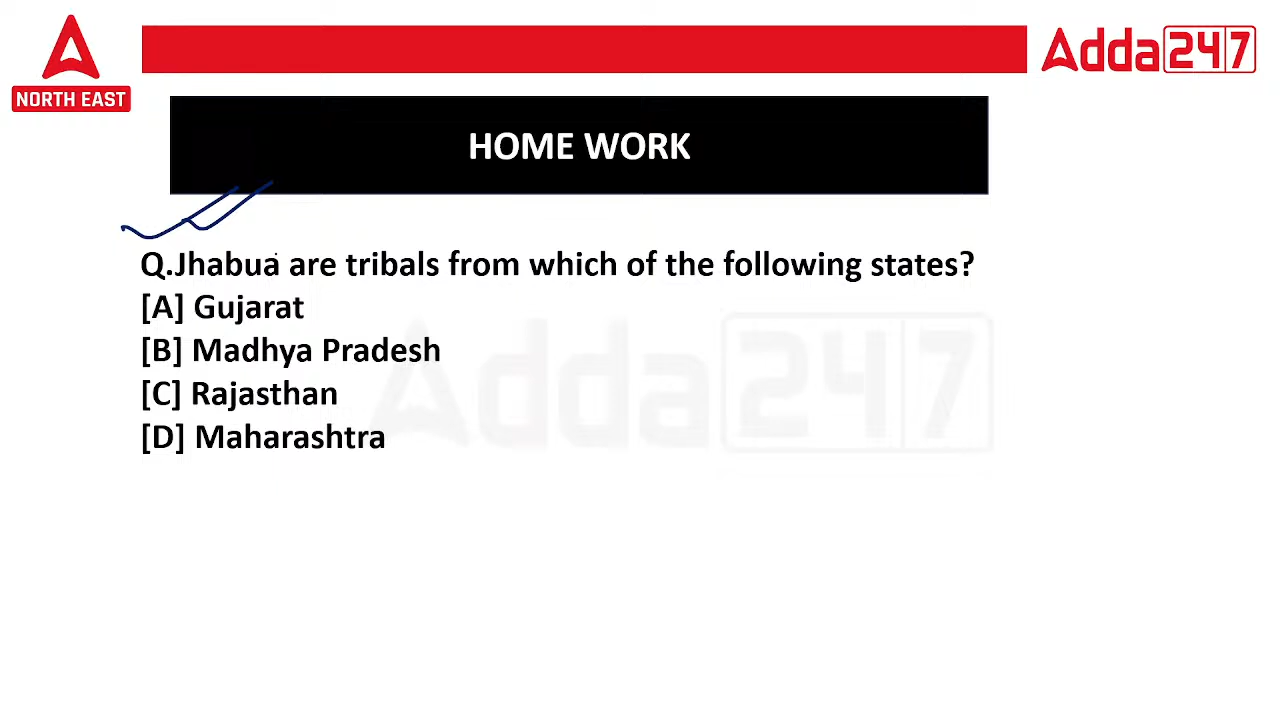 NORTH EAST
Adda247
HOME WORK
Q.Jhabua are tribals from which of the following states?
[A] Gujarat
[B] Madhya Pradesh
[C] Rajasthan
[D] Maharashtra
Adda247